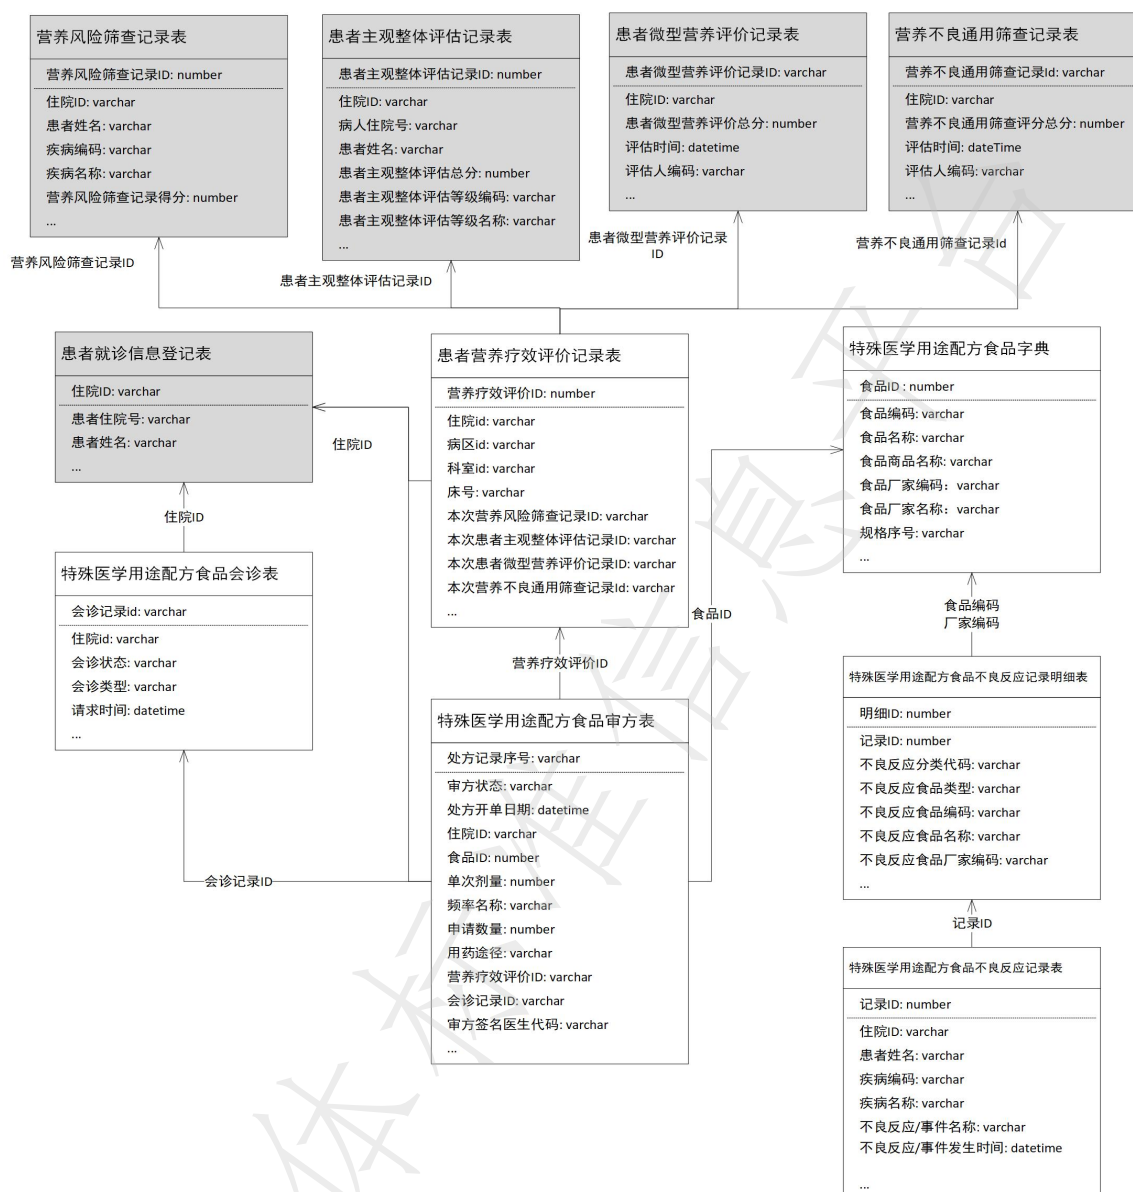 营养风险筛查记录表
营养风险筛查记录ID: number
住院ID: varchar
患者姓名: varchar
疾病编码: varchar
疾病名称: varchar
营养风险筛查记录得分: number
...
患者主观整体评估记录表
患者主观整体评估记录ID: number
住院ID: varchar
病人住院号: varchar
患者姓名: varchar
患者主观整体评估总分: number
患者主观整体评估等级编码: varchar
患者主观整体评估等级名称: varchar
...
患者微型营养评价记录表
患者微型营养评价记录ID: varchar
住院ID: varchar
患者微型营养评价总分: number
评估时间: datetime
评估人编码: varchar
...
营养不良通用筛查记录表
营养不良通用筛查记录Id: varchar
住院ID: varchar
营养不良通用筛查评分总分: number
评估时间: dateTime
评估人编码: varchar
...
营养风险筛查记录ID
患者主观整体评估记录ID
患者微型营养评价记录
ID
营养不良通用筛查记录Id
患者就诊信息登记表
住院ID: varchar
患者住院号: varchar
患者姓名: varchar
...
住院ID
住院ID
患者营养疗效评价记录表
营养疗效评价ID: number
住院id: varchar
病区id: varchar
科室id: varchar
床号: varchar
本次营养风险筛查记录ID: varchar
本次患者主观整体评估记录ID: varchar
本次患者微型营养评价记录ID: varchar
本次营养不良通用筛查记录Id: varchar
...
特殊医学用途配方食品字典
食品ID : number
食品编码: varchar
食品名称: varchar
食品商品名称: varchar
食品厂家编码：varchar
食品厂家名称：varchar
规格序号: varchar
...
特殊医学用途配方食品会诊表
会诊记录id: varchar
住院id: varchar
会诊状态: varchar
会诊类型: varchar
请求时间: datetime
...
食品ID
食品编码
厂家编码
营养疗效评价ID
特殊医学用途配方食品审方表
处方记录序号: varchar
审方状态: varchar
处方开单日期: datetime
住院ID: varchar
食品ID: number
单次剂量: number
频率名称: varchar
申请数量: number
用药途径: varchar
营养疗效评价ID: varchar
会诊记录ID: varchar
审方签名医生代码: varchar
...
会诊记录ID
特殊医学用途配方食品不良反应记录明细表
明细ID: number
记录ID: number
不良反应分类代码: varchar
不良反应食品类型: varchar
不良反应食品编码: varchar
不良反应食品名称: varchar
不良反应食品厂家编码: varchar
...
记录ID
特殊医学用途配方食品不良反应记录表
记录ID: number
住院ID: varchar
患者姓名: varchar
疾病编码: varchar
疾病名称: varchar
不良反应/事件名称: varchar
不良反应/事件发生时间: datetime
...
体标准信息平台